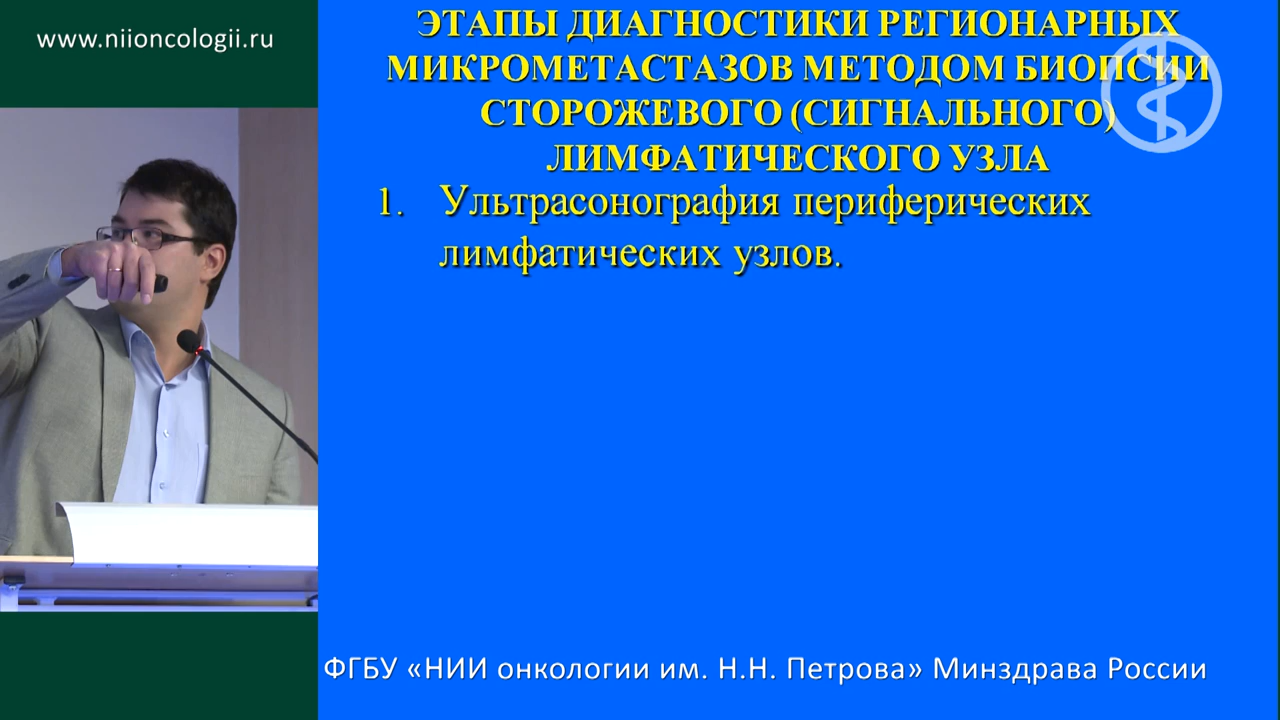 www.niioncologii.ru
ЭТАПЫ ДИАГНОСТИКИ РЕГИОНАРНЫХ
МИКРОМЕТАСТАЗОВ МЕТОДОМ БИОПСИИ
СТОРОЖЕВОГО (СИГНАЛЬНОГО)
ЛИМФАТИЧЕСКОГО УЗЛА
1. Ультрасонография периферических
лимфатических узлов.
ФГБУ «НИИ онкологии им. Н.Н. Петрова» Минздрава России